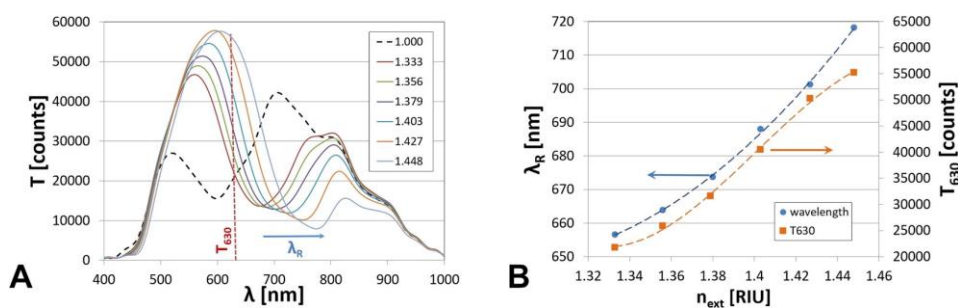 60000
50000
40000
30000
20000
10000
0
T [counts]
1.000
1.333
1.356
1.379
1.403
1.427
1.448
T630
λR
400 500 600 700 800 900 1000
λ [nm]
A
720
710
700
690
680
670
660
650
λR [nm]
65000
60000
55000
50000
45000
40000
35000
30000
25000
20000
T630 [counts]
wavelength
T630
1.32 1.34 1.36 1.38 1.4 1.42 1.44 1.46
next [RIU]
B